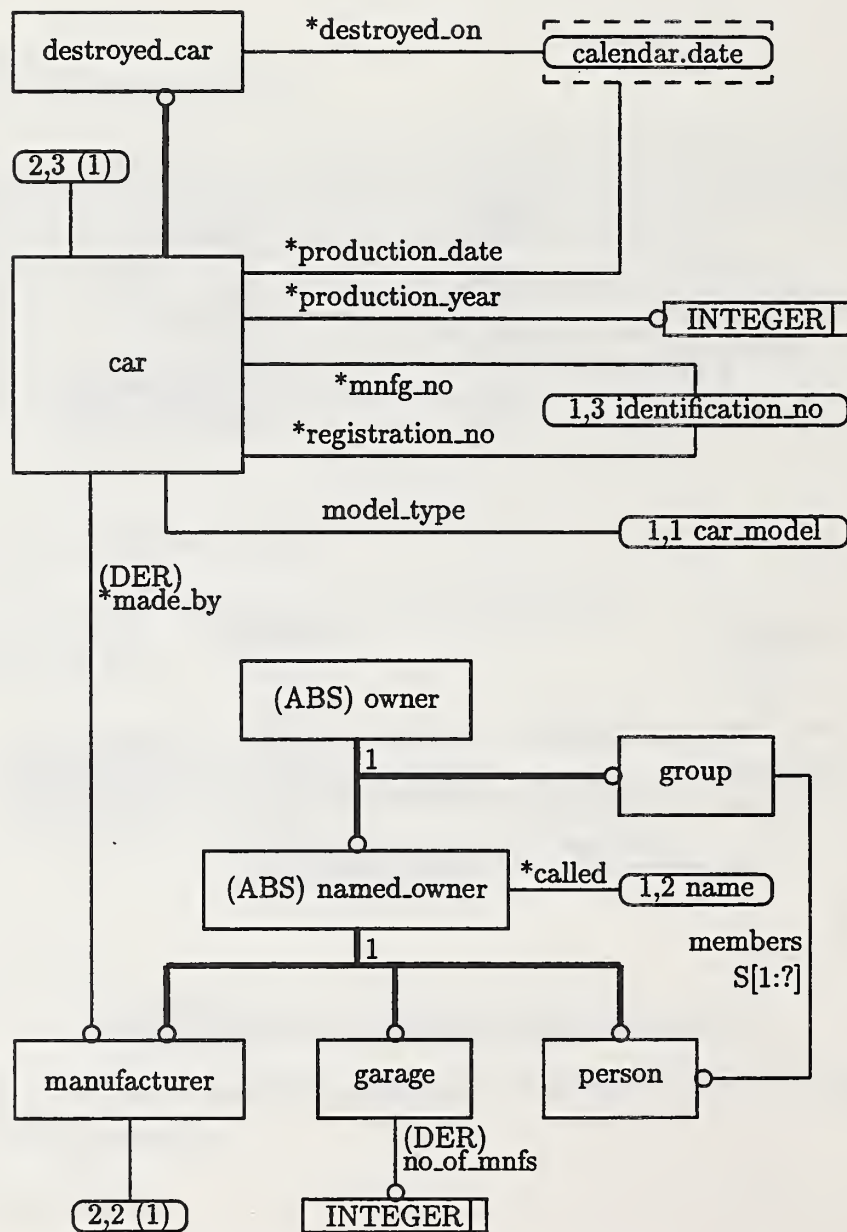 *destroyed_on
destroyed_car
calendar.date
2,3 (1)
*production_date
*production_year
INTEGER
car
*mnfg_no
1,3 identification_no
*registration_no
model_type
1,1 car_model
(DER)
*made_by
(ABS) owner
1
group
(ABS) named_owner
*called
1,2 name
1
members
S[1:?]
manufacturer
garage
person
(DER)
no_of_mnfs
2,2 (1)
INTEGER